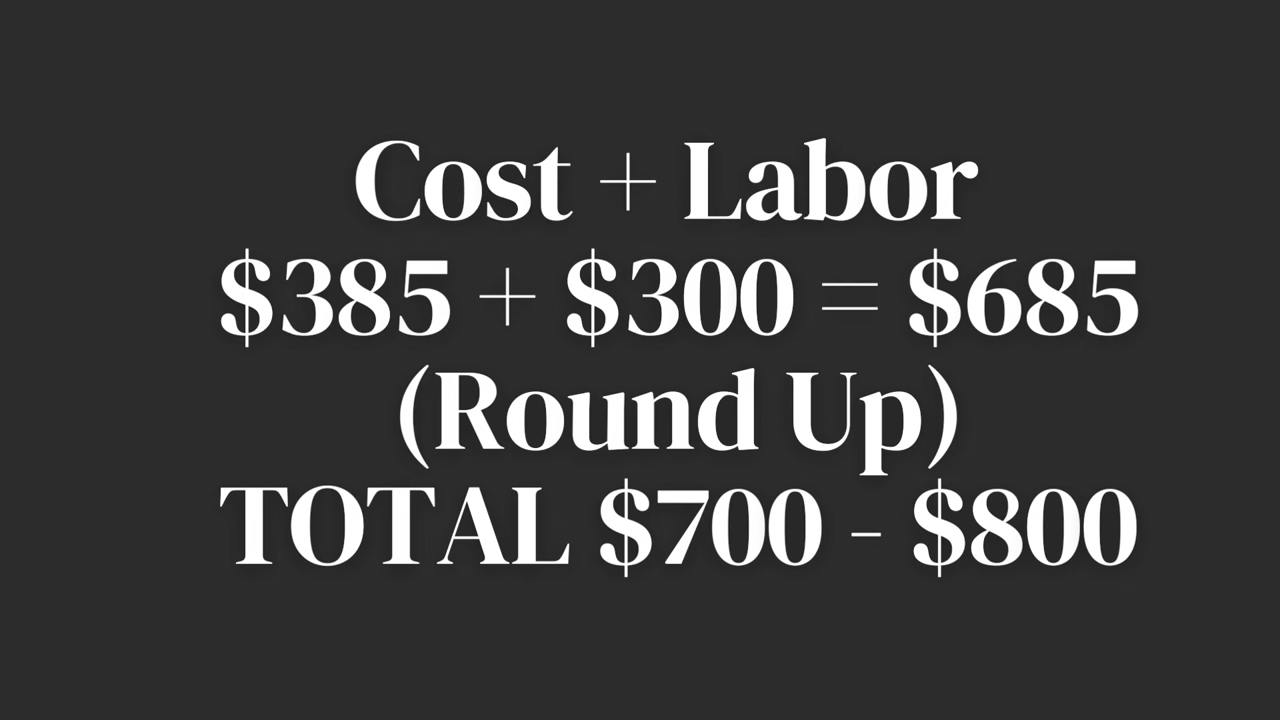 Cost + Labor
$385 + $300 = $685
(Round Up)
TOTAL $700 - $800